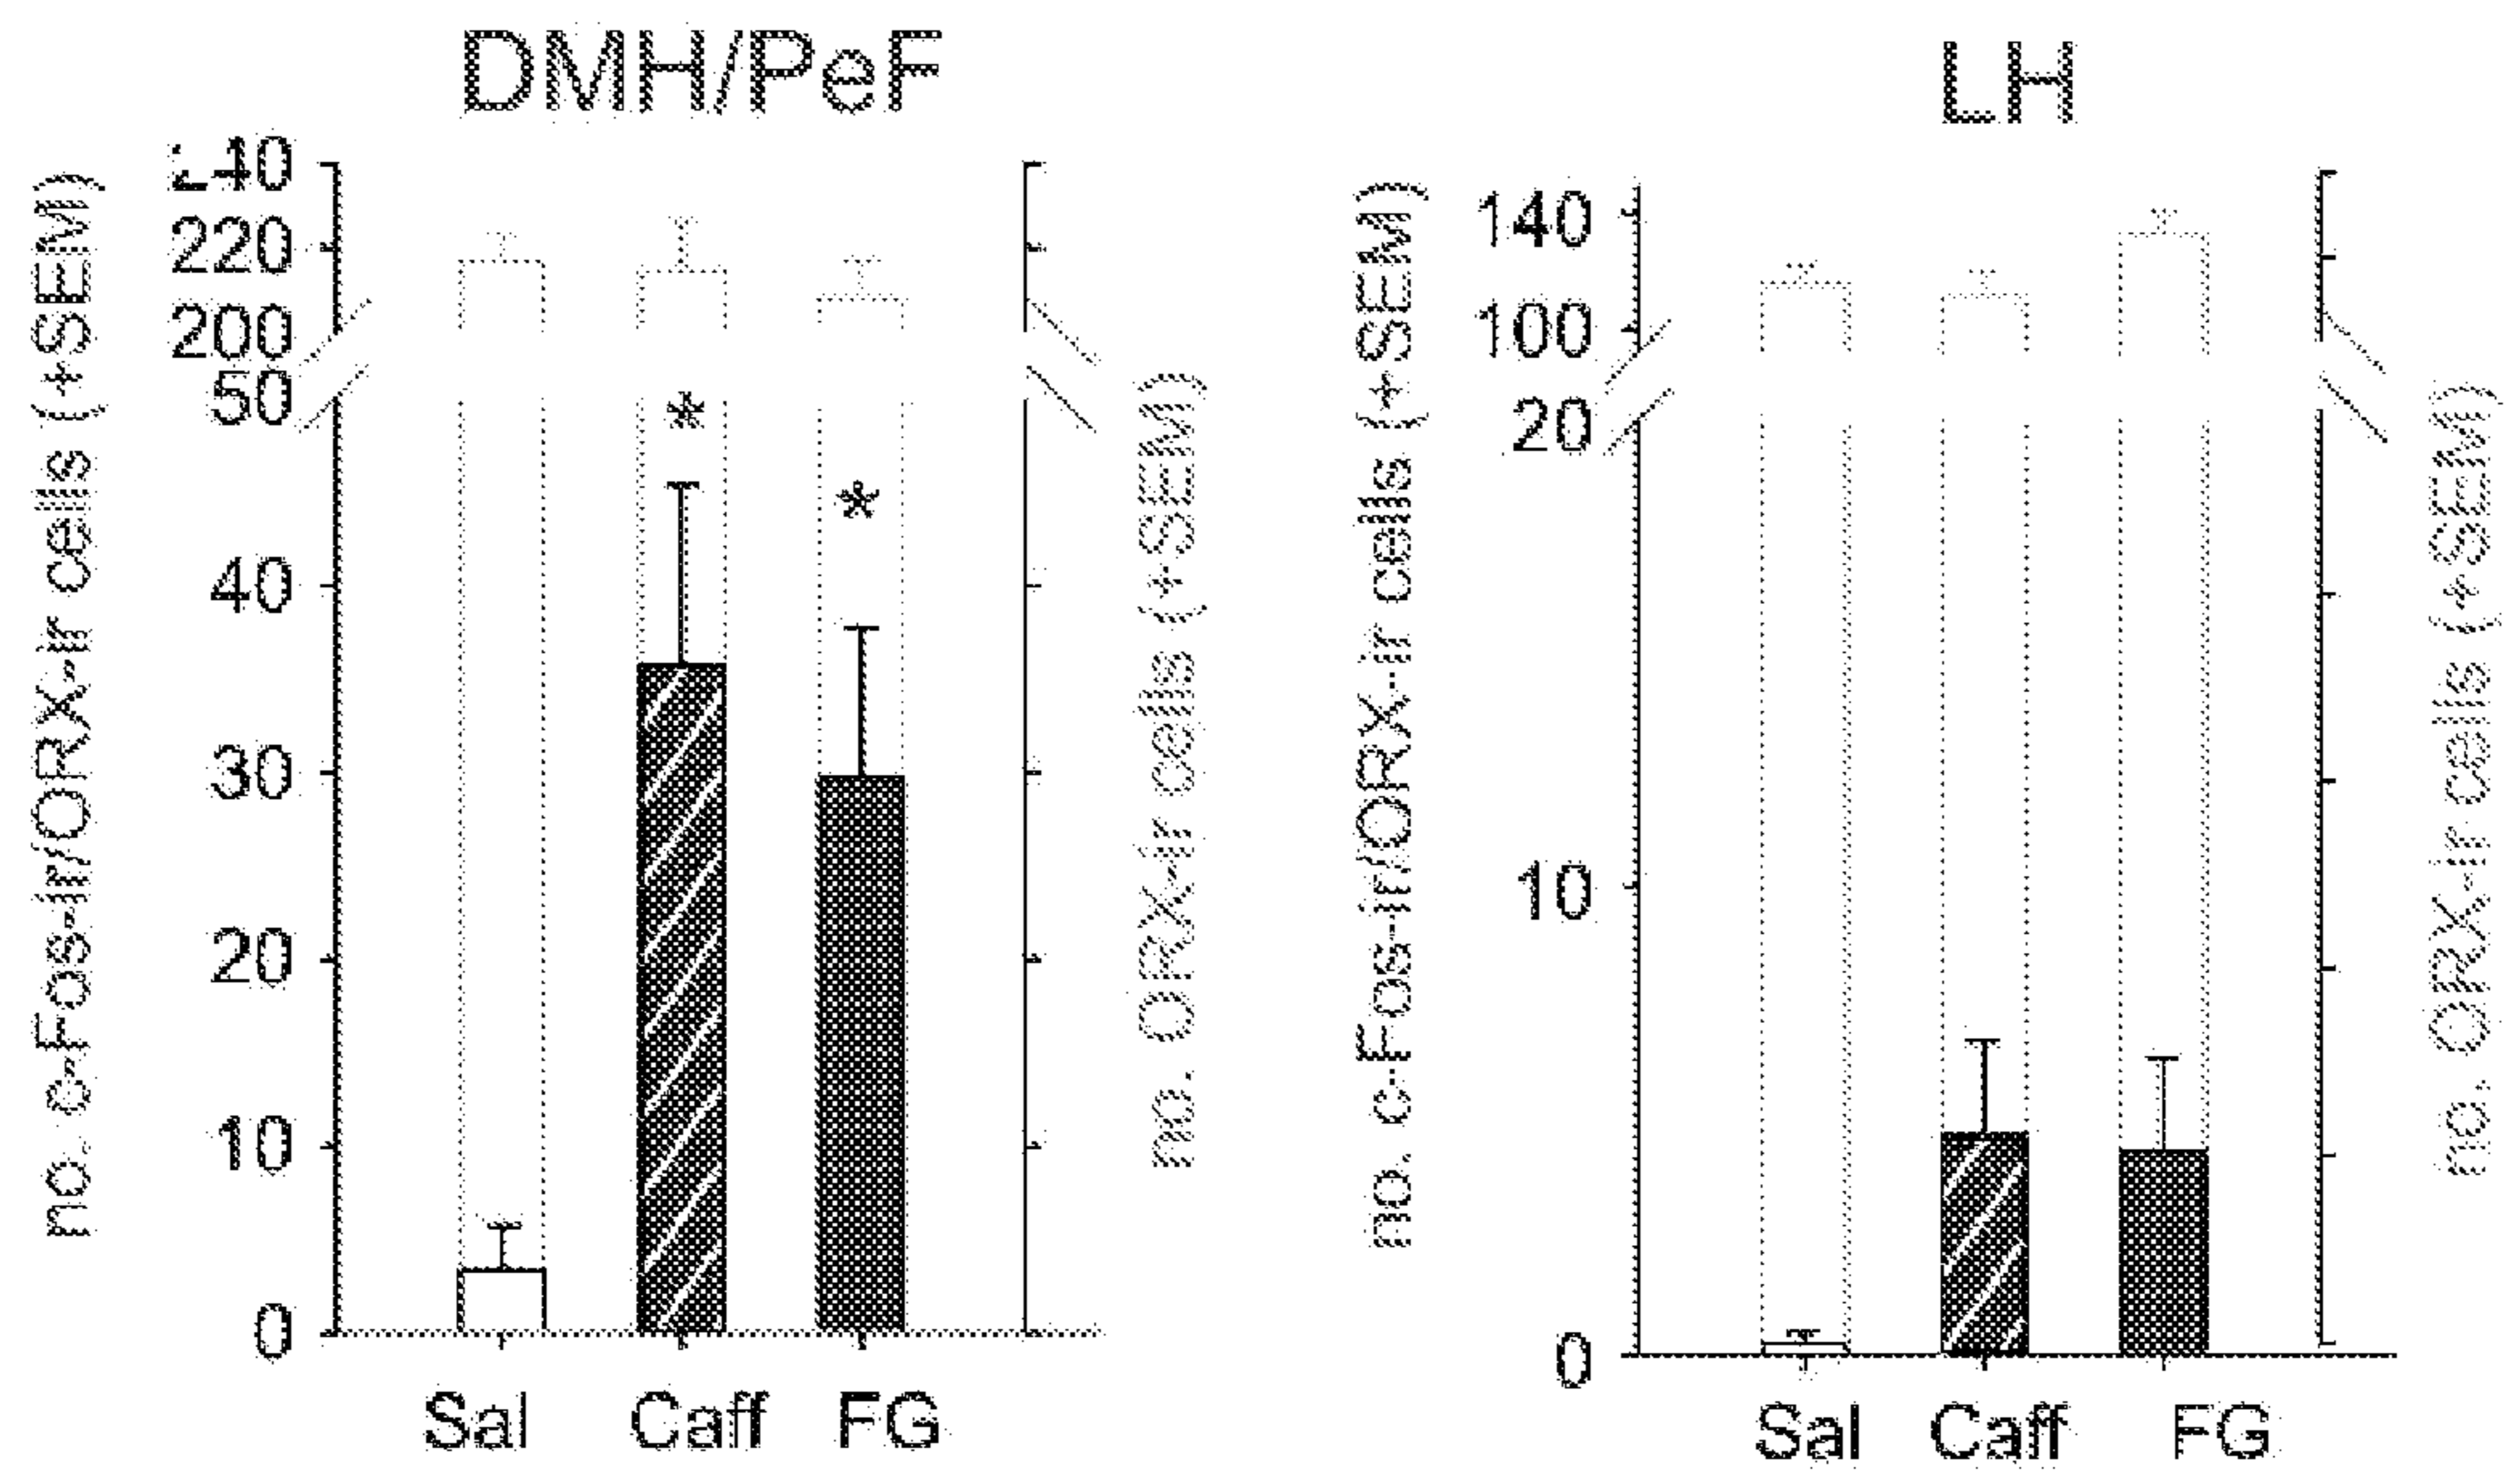 DMH/PeF
no. c-Fos-ir/ORX-ir cells (+SEM)
220
200
50
40
30
20
10
0
*
*
Sal Caff FG
no. ORX-ir cells (+SEM)
LH
no. c-Fos-ir/ORX-ir cells (+SEM)
140
100
20
10
0
Sal Caff FG
no. ORX-ir cells (+SEM)